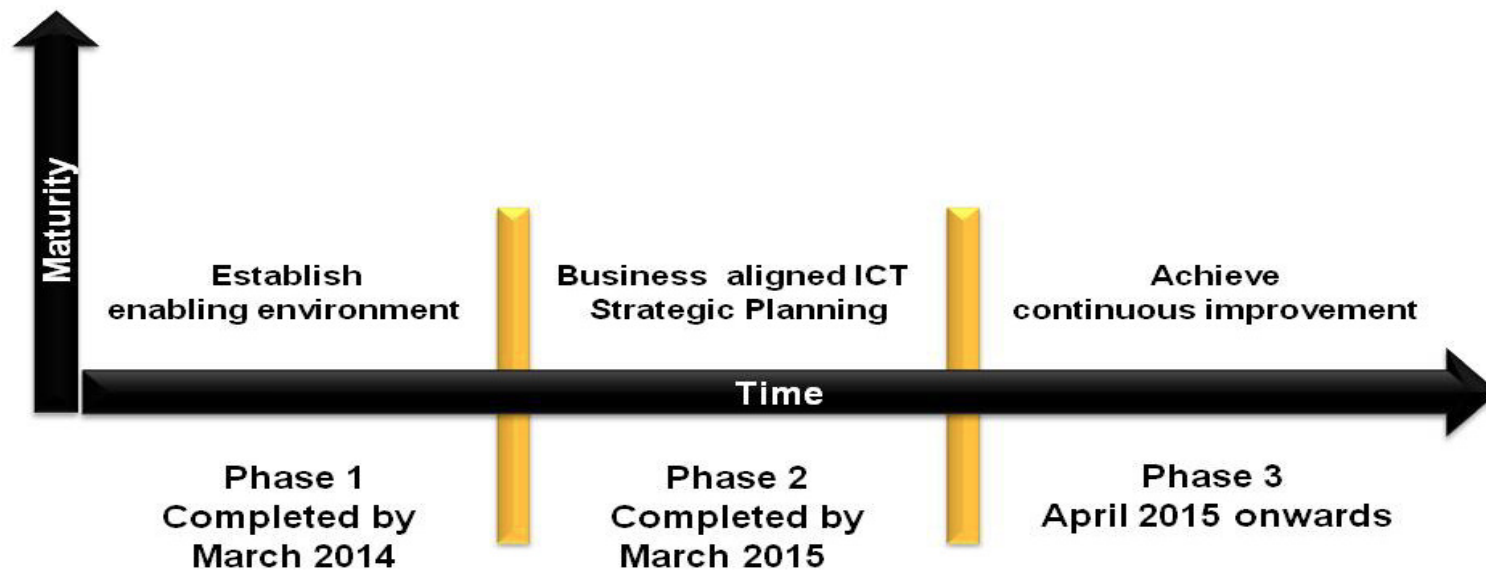 Maturity
Establish
enabling environment
Business aligned ICT
Strategic Planning
Achieve
continuous improvement
Time
Phase 1
Completed by
March 2014
Phase 2
Completed by
March 2015
Phase 3
April 2015 onwards